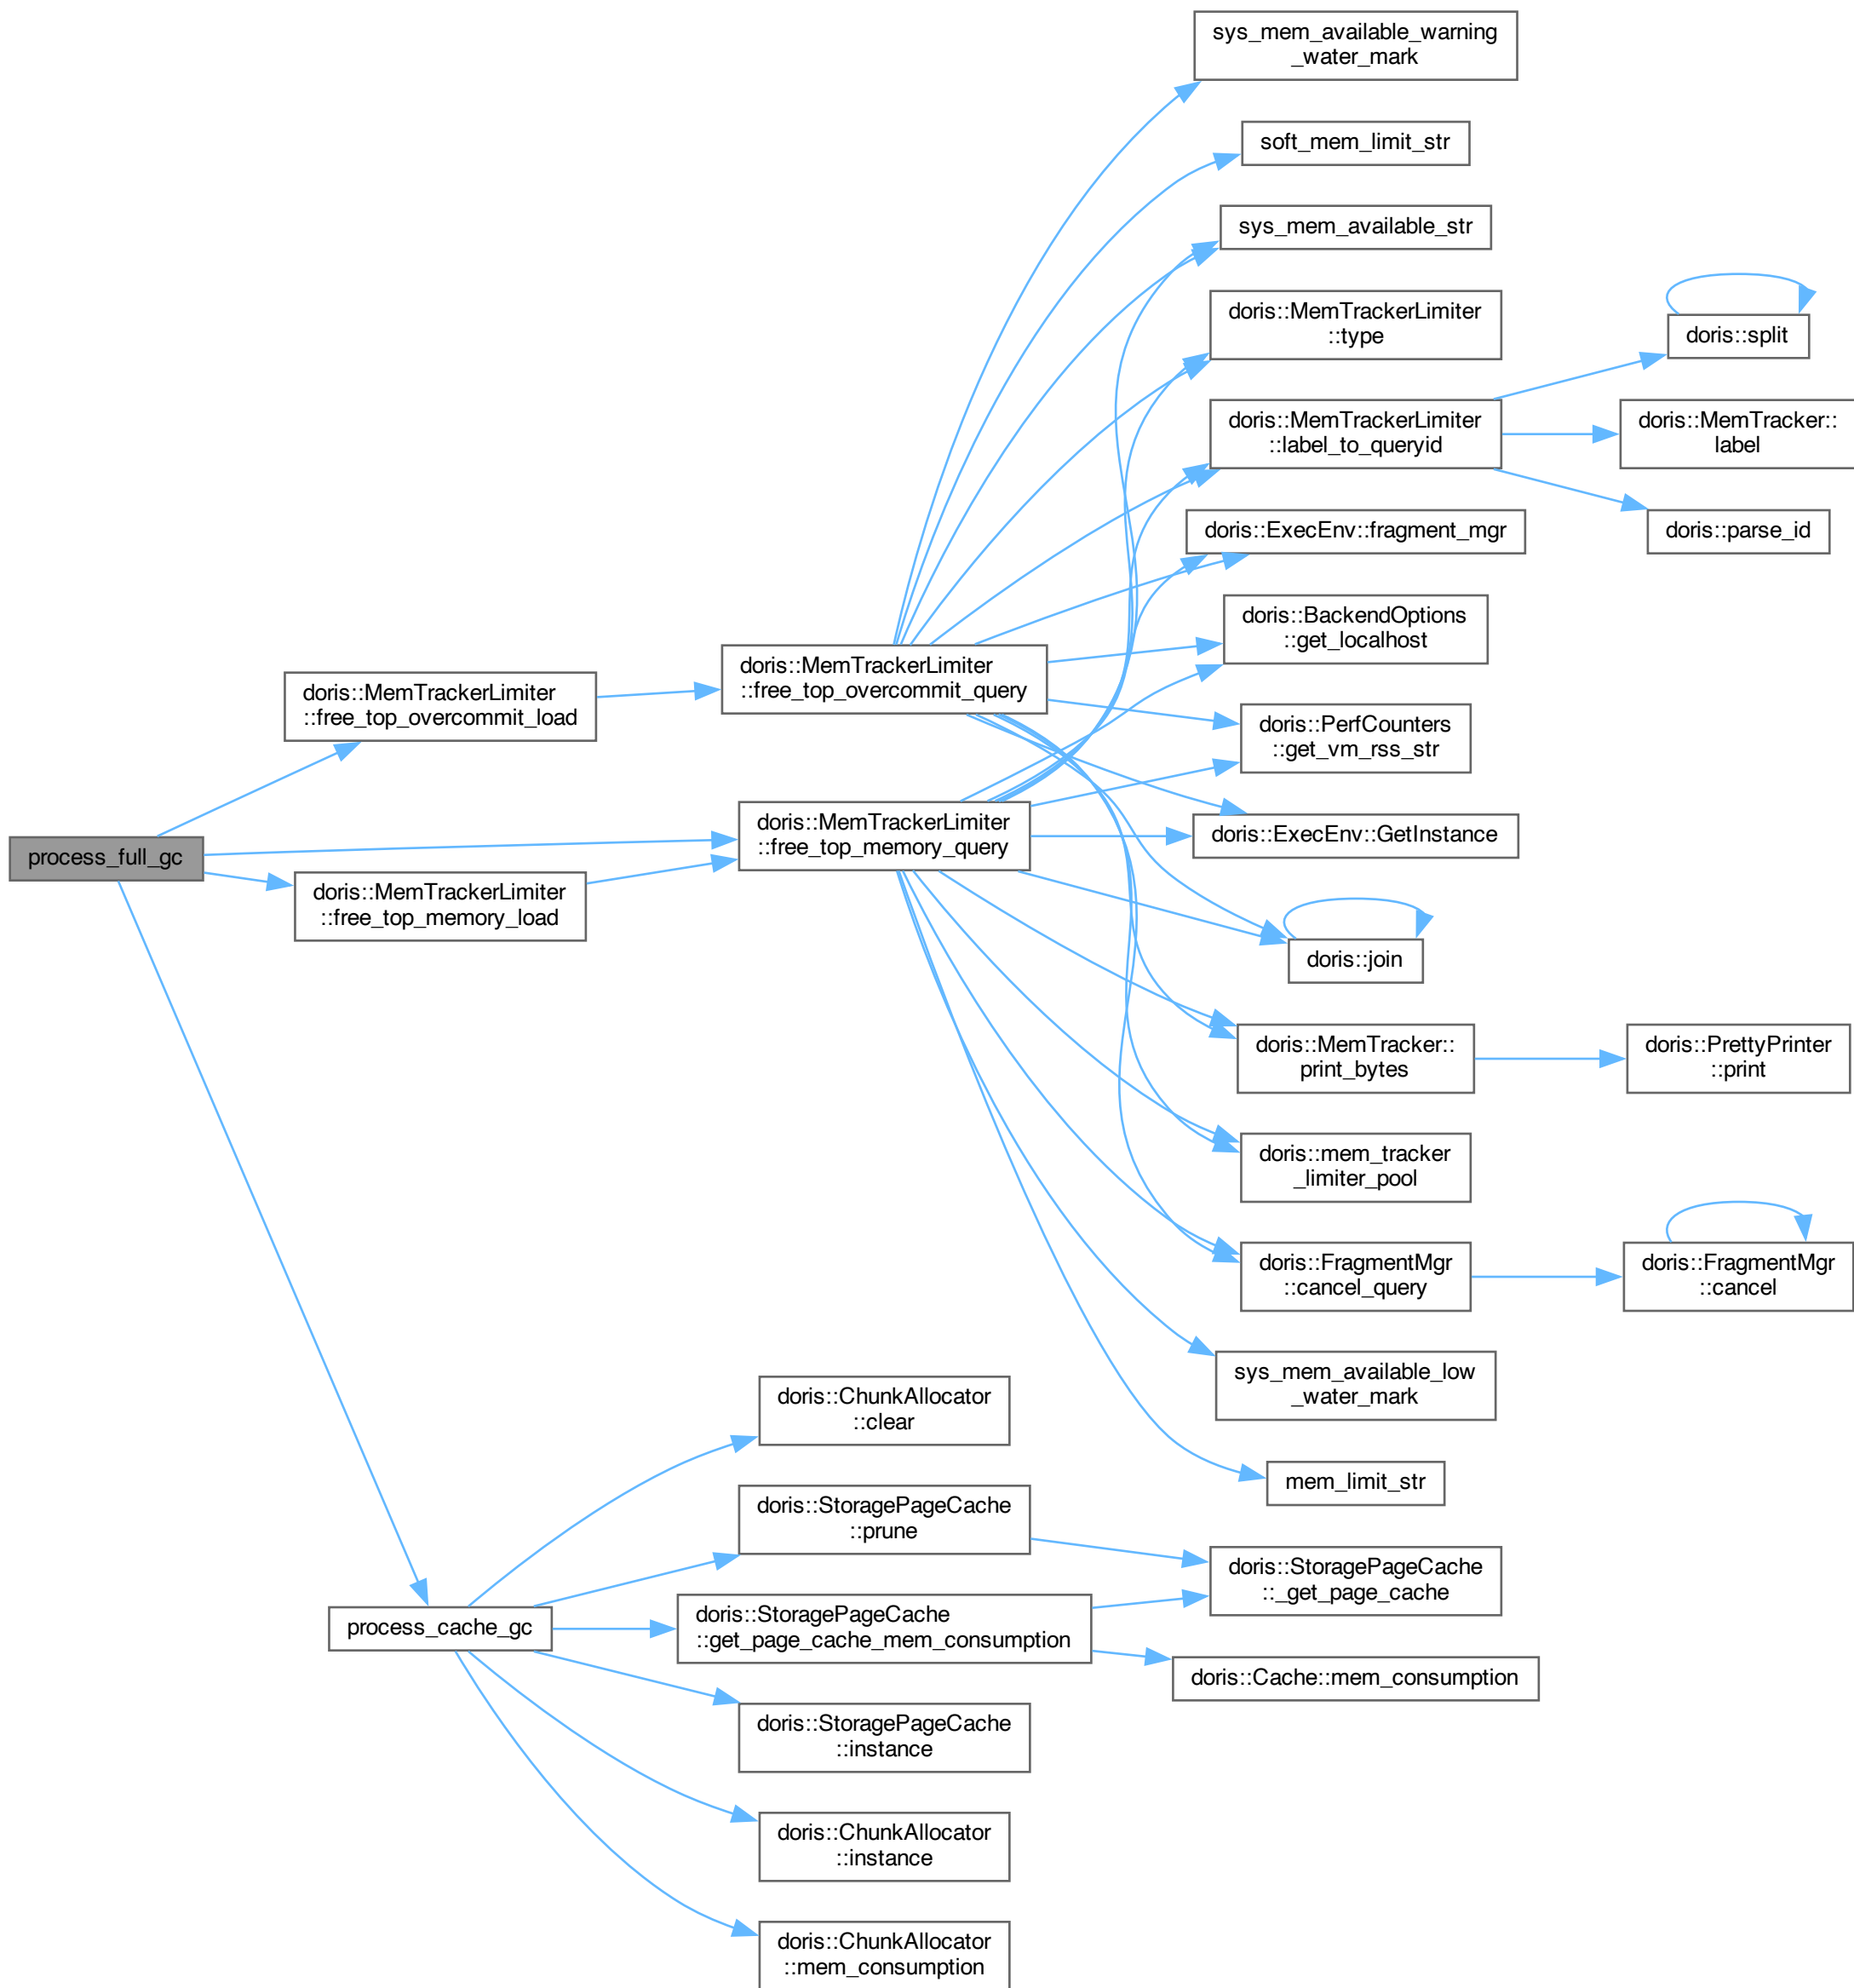 sys_mem_available_warning
_water_mark
soft_mem_limit_str
sys_mem_available_str
doris::MemTrackerLimiter
::type
doris::split
doris::MemTrackerLimiter
::label_to_queryid
doris::MemTracker::
label
doris::parse_id
doris::ExecEnv::fragment_mgr
doris::BackendOptions
::get_localhost
doris::MemTrackerLimiter
::free_top_overcommit_query
doris::MemTrackerLimiter
::free_top_overcommit_load
doris::PerfCounters
::get_vm_rss_str
doris::MemTrackerLimiter
::free_top_memory_query
doris::ExecEnv::GetInstance
process_full_gc
doris::MemTrackerLimiter
::free_top_memory_load
doris::join
doris::MemTracker::
print_bytes
doris::PrettyPrinter
::print
doris::mem_tracker
_limiter_pool
doris::FragmentMgr
::cancel_query
doris::FragmentMgr
::cancel
sys_mem_available_low
_water_mark
doris::ChunkAllocator
::clear
mem_limit_str
doris::StoragePageCache
::prune
doris::StoragePageCache
::_get_page_cache
process_cache_gc
doris::StoragePageCache
::get_page_cache_mem_consumption
doris::Cache::mem_consumption
doris::StoragePageCache
::instance
doris::ChunkAllocator
::instance
doris::ChunkAllocator
::mem_consumption